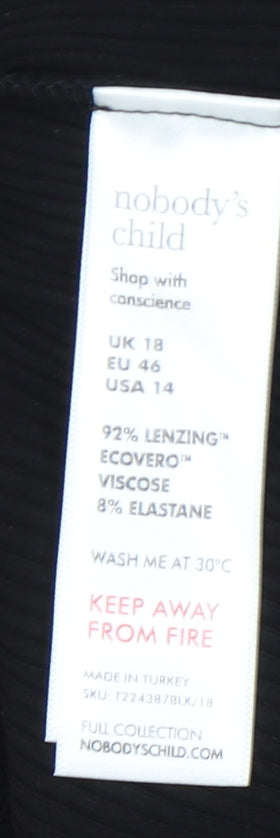 nobody's
child
Shop with
conscience
UK 18
EU 46
USA 14
92% LENZING™
ECOVERO™
VISCOSE
8% ELASTANE
WASH ME AT 30°C
KEEP AWAY
FROM FIRE
MADE IN TURKEY
SKU: T224387BLK/18
FULL COLLECTION
NOBODYSCHILD.COM